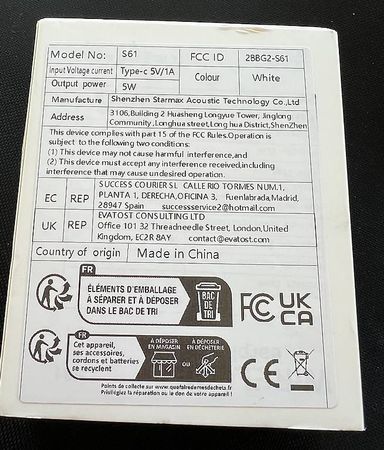 Model No: S61 FCC ID 2BBG2-S61
Input Voltage current Type-c 5V/1A Colour White
Output power 5W
Manufacture Shenzhen Starmax Acoustic Technology Co.,Ltd
Address 3106,Building 2 Huasheng Longyue Tower, Jinglong
Community ,Longhua street,Long hua District,ShenZhen
This device complies with part 15 of the FCC Rules.Operation is
subject to the following two conditions:
(1) This device may not cause harmful interference,and
(2) This device must accept any interference received,including
interference that may cause undesired operation.
EC REP SUCCESS COURIER SL CALLE RIO TORMES NUM.1,
PLANTA 1, DERECHA,OFICINA 3, Fuenlabrada,Madrid,
28947 Spain successservice2@hotmail.com
UK REP EVATOST CONSULTING LTD
Office 101 32 Threadneedle Street, London,United
Kingdom, EC2R 8AY contact@evatost.com
Country of origin Made in China
FR
ÉLÉMENTS D'EMBALLAGE
À SÉPARER ET À DÉPOSER
DANS LE BAC DE TRI
BAC
DE
TRI
FC UK
CA
FR
Cet appareil,
ses accessoires,
cordons et batteries
se recyclent
À DÉPOSER
EN MAGASIN
OU
À DÉPOSER
EN DÉCHÈTERIE
CE
Points de collecte sur www.quefairedemesdechets.fr
Privilégiez la réparation ou le don de votre appareil !